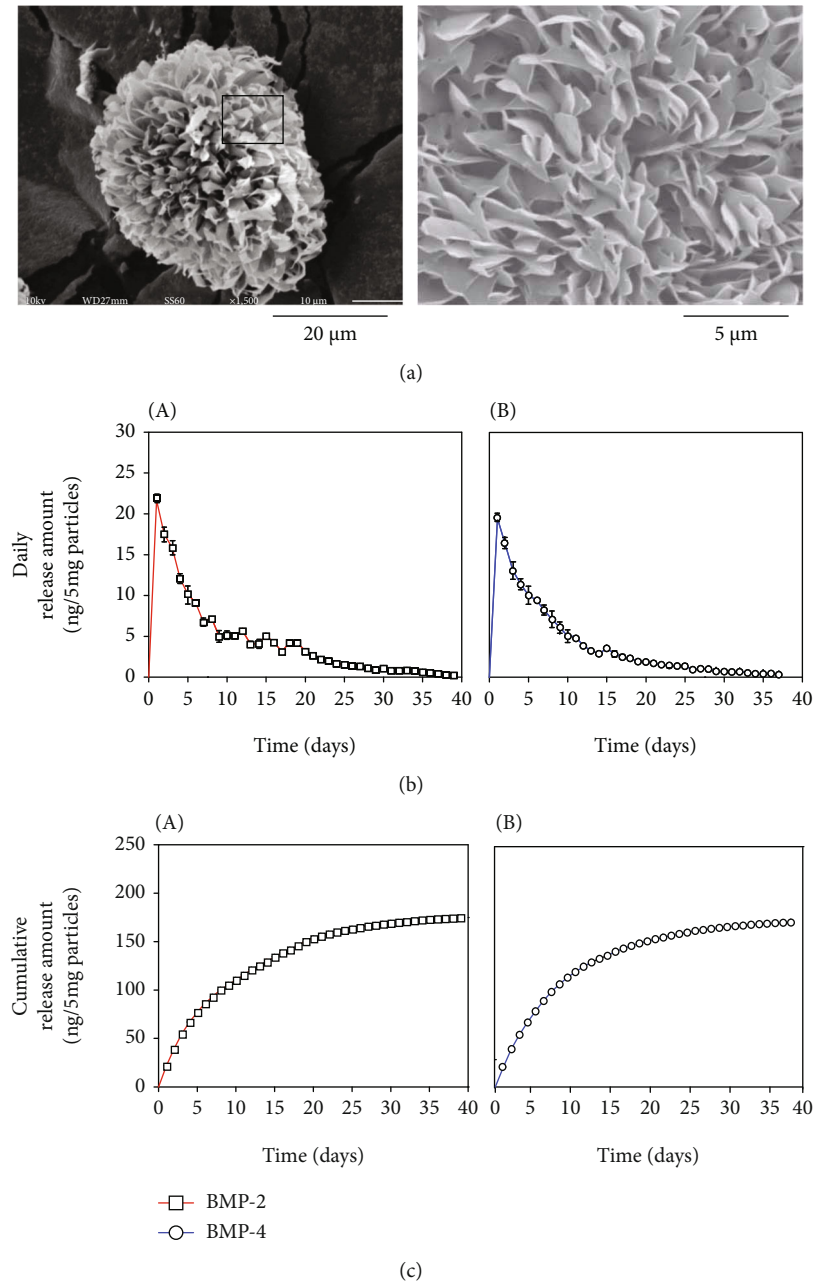 10kv WD27mm SS60 ×1,500 10 μm
20 μm
5 μm
(a)
(A)
(B)
Daily
release amount
(ng/5mg particles)
30
25
20
15
10
5
0
0 5 10 15 20 25 30 35 40
0 5 10 15 20 25 30 35 40
Time (days)
Time (days)
(b)
(A)
(B)
Cumulative
release amount
(ng/5mg particles)
250
200
150
100
50
0
0 5 10 15 20 25 30 35 40
0 5 10 15 20 25 30 35 40
Time (days)
Time (days)
BMP-2
BMP-4
(c)